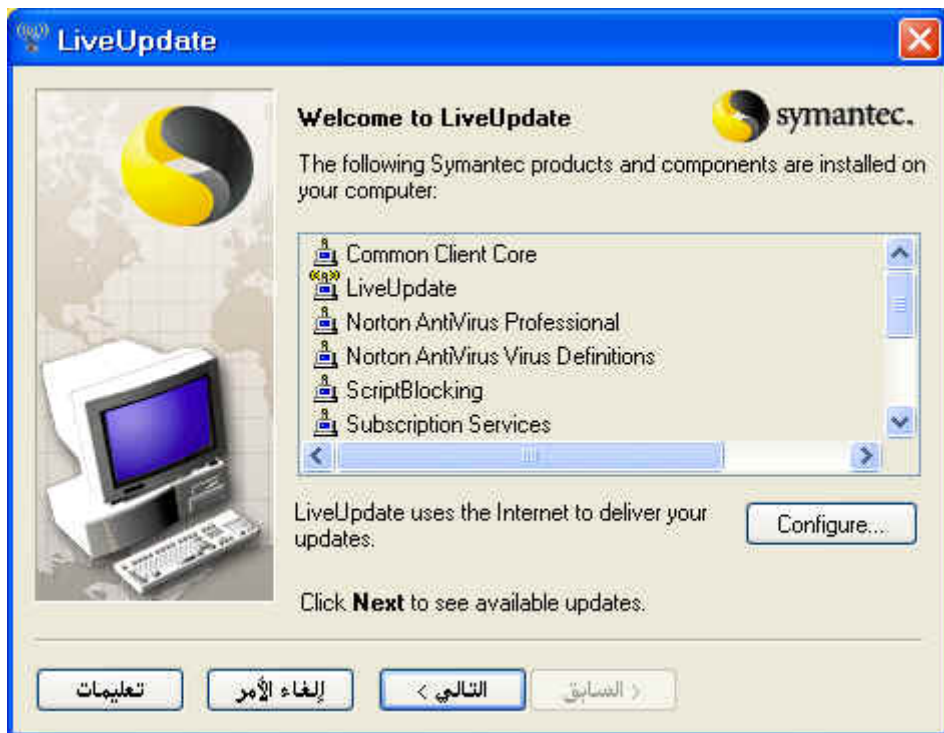 LiveUpdate
symantec.
Welcome to LiveUpdate
The following Symantec products and components are installed on
your computer:
Common Client Core
LiveUpdate
Norton AntiVirus Professional
Norton AntiVirus Virus Definitions
ScriptBlocking
Subscription Services
LiveUpdate uses the Internet to deliver your
updates.
Configure...
Click Next to see available updates.
< السابق
التالي >
إلغاء الأمر
تعليمات